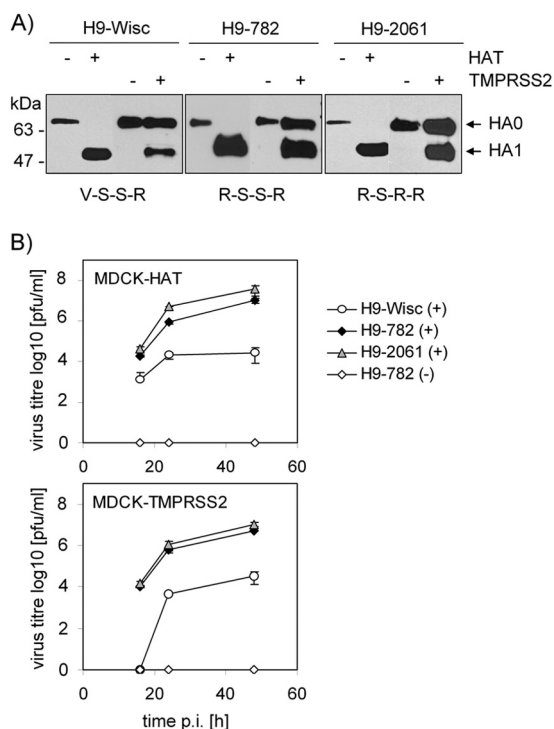 A)
H9-Wisc H9-782 H9-2061
- + - + - + HAT
- + - + - + TMPRSS2
kDa
63 - HA0
47 - HA1
V-S-S-R R-S-S-R R-S-R-R
B)
MDCK-HAT
8
6
4
2
0
0 20 40 60
virus titre log10 [pfu/ml]
H9-Wisc (+)
H9-782 (+)
H9-2061 (+)
H9-782 (-)
MDCK-TMPRSS2
8
6
4
2
0
0 20 40 60
virus titre log10 [pfu/ml]
time p.i. [h]